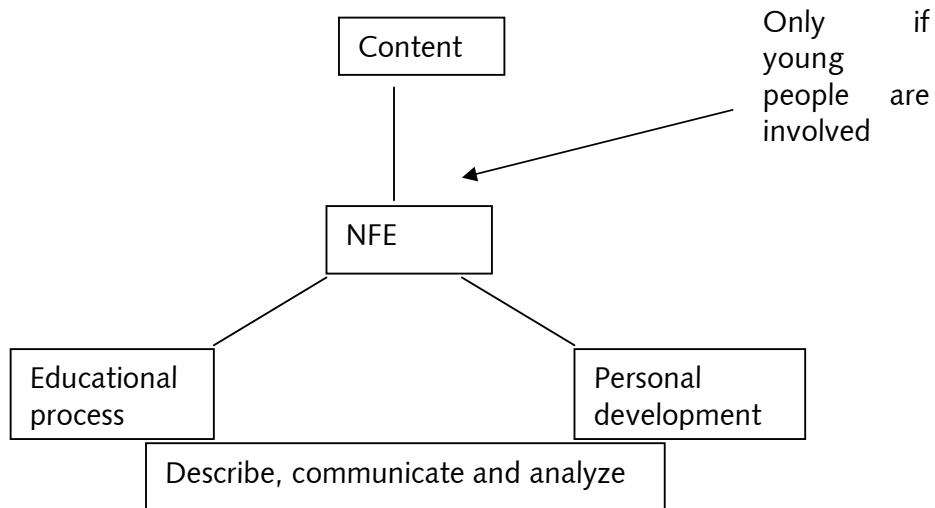 Content
Only if
young
people are
involved
NFE
Educational
process
Personal
development
Describe, communicate and analyze